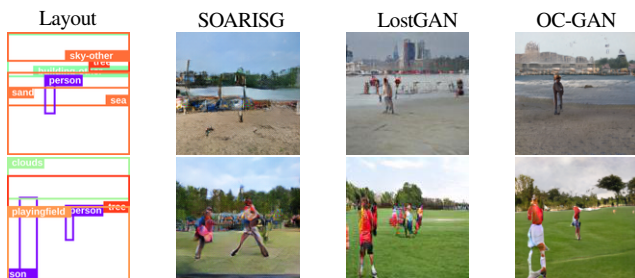 Layout SOARISG LostGAN OC-GAN
sky-other
tree
person
sand
sea
clouds
playingfield person tree
son